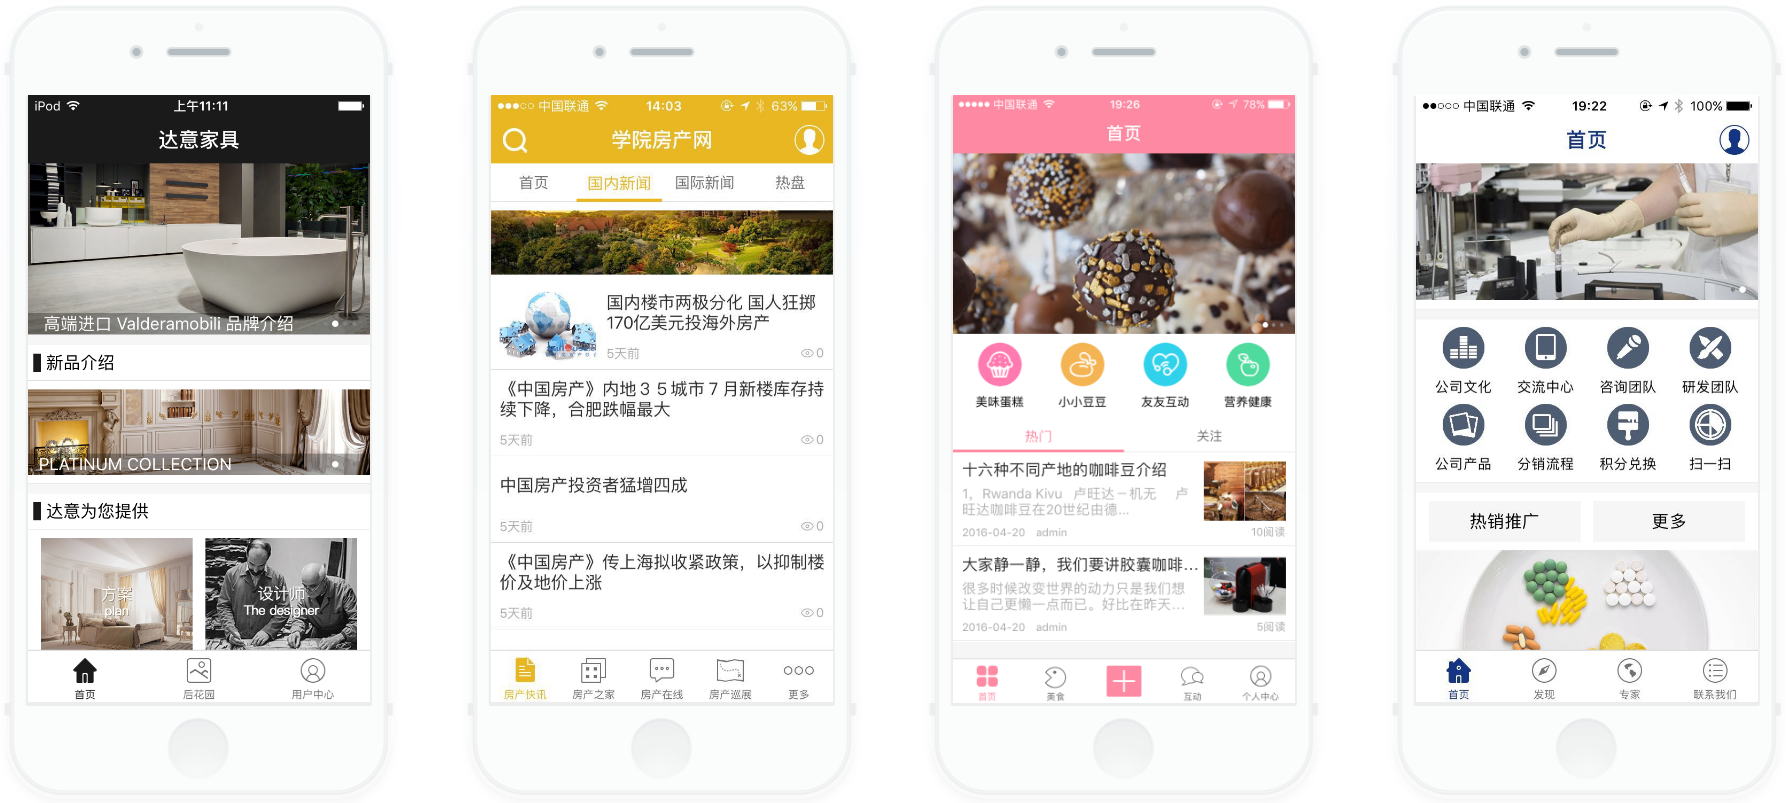 iPod 上午11:11
达意家具
高端进口 Valderamobili 品牌介绍
新品介绍
PLATINUM COLLECTION
达意为您提供
方案
plan
设计师
The designer
首页 后花园 用户中心
中国联通 14:03 63%
学院房产网
首页 国内新闻 国际新闻 热盘
国内楼市两极分化 国人狂掷
170亿美元投海外房产
5天前 0
《中国房产》内地３５城市７月新楼库存持
续下降，合肥跌幅最大
5天前 0
中国房产投资者猛增四成
5天前 0
《中国房产》传上海拟收紧政策，以抑制楼
价及地价上涨
5天前 0
房产快讯 房产之家 房产在线 房产巡展 更多
中国联通 19:26 78%
首页
美味蛋糕 小小豆豆 友友互动 营养健康
热门 关注
十六种不同产地的咖啡豆介绍
1，Rwanda Kivu 卢旺达－机无 卢
旺达咖啡豆在20世纪由德...
2016-04-20 admin 10阅读
大家静一静，我们要讲胶囊咖啡...
很多时候改变世界的动力只是我们想
让自己更懒一点而已。好比在昨天...
2016-04-20 admin 5阅读
首页 美食 互动 个人中心
中国联通 19:22 100%
首页
公司文化 交流中心 咨询团队 研发团队
公司产品 分销流程 积分兑换 扫一扫
热销推广 更多
首页 发现 专家 联系我们